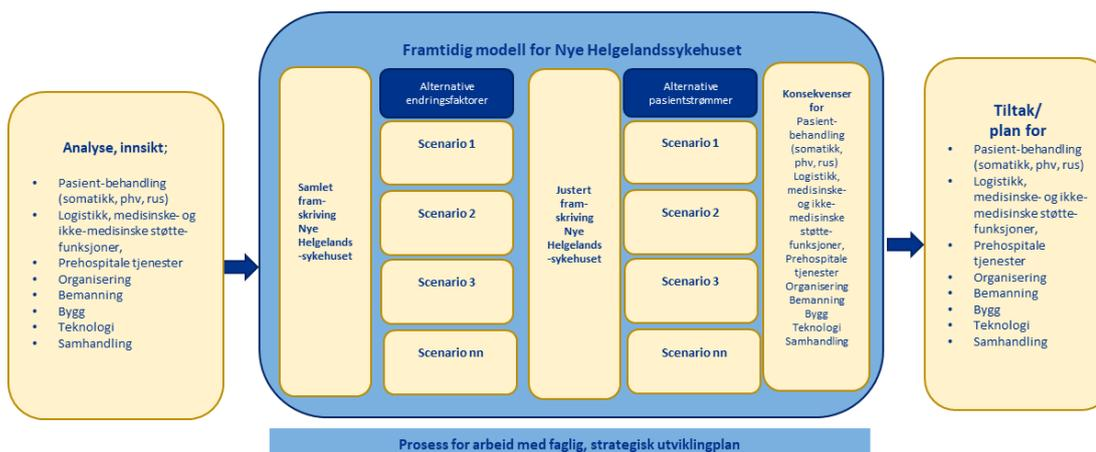 Analyse, innsikt;
• Pasient-behandling
(somatikk, phv, rus)
• Logistikk, medisinske- og
ikke-medisinske støtte-
funksjoner,
• Prehospitale tjenester
• Organisering
• Bemanning
• Bygg
• Teknologi
• Samhandling
Framtidig modell for Nye Helgelandssykehuset
Samlet
fram-
skriving
Nye
Helgelands
-sykehuset
Alternative
endringsfaktorer
Scenario 1
Scenario 2
Scenario 3
Scenario nn
Justert
fram-
skriving
Nye
Helgelands
-sykehuset
Alternative
pasientstrømmer
Scenario 1
Scenario 2
Scenario 3
Scenario nn
Konsekvenser
for
Pasient-
behandling
(somatikk,
phv, rus)
Logistikk,
medisinske-
og ikke-
medisinske
støtte-
funksjoner,
Prehospitale
tjenester
Organisering
Bemanning
Bygg
Teknologi
Samhandling
Tiltak/
plan for
• Pasient-behandling
(somatikk, phv, rus)
• Logistikk,
medisinske- og ikke-
medisinske støtte-
funksjoner,
• Prehospitale
tjenester
• Organisering
• Bemanning
• Bygg
• Teknologi
• Samhandling
Prosess for arbeid med faglig, strategisk utviklingplan